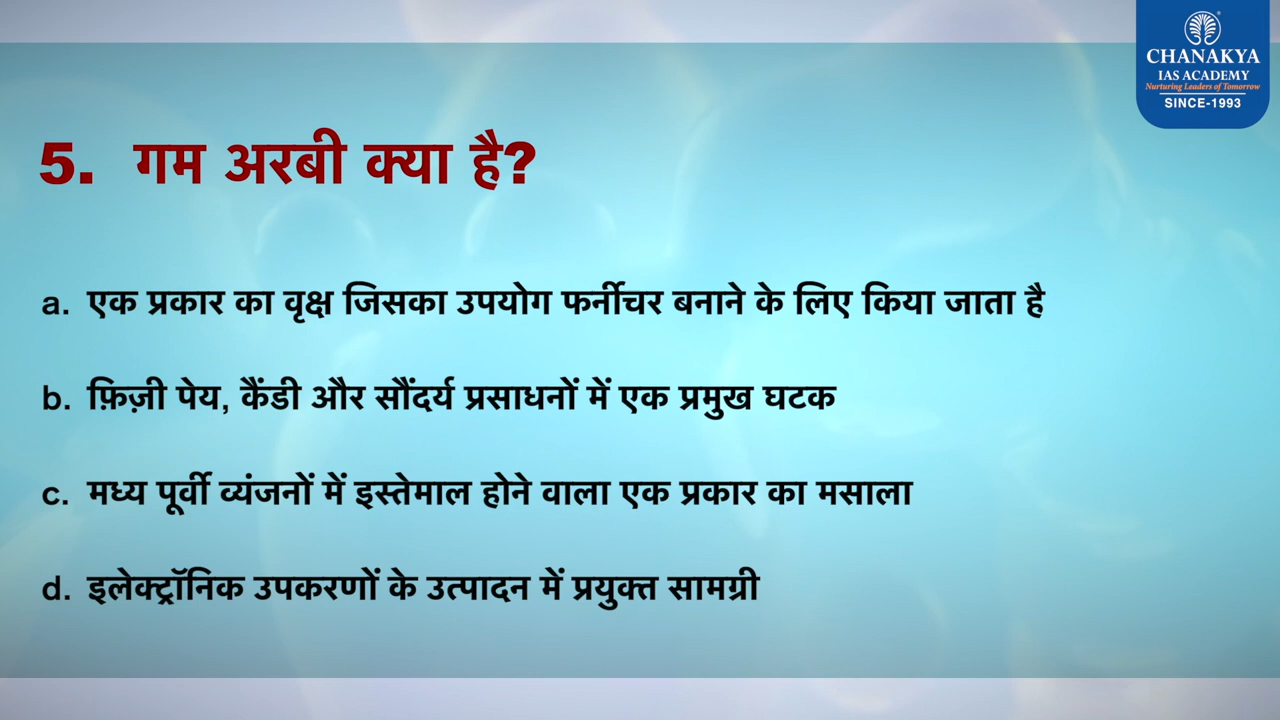 CHANAKYA
IAS ACADEMY
Nurturing Leaders of Tomorrow
SINCE-1993
5. गम अरबी क्या है?
a. एक प्रकार का वृक्ष जिसका उपयोग फर्नीचर बनाने के लिए किया जाता है
b. फ़िज़ी पेय, कैंडी और सौंदर्य प्रसाधनों में एक प्रमुख घटक
c. मध्य पूर्वी व्यंजनों में इस्तेमाल होने वाला एक प्रकार का मसाला
d. इलेक्ट्रॉनिक उपकरणों के उत्पादन में प्रयुक्त सामग्री